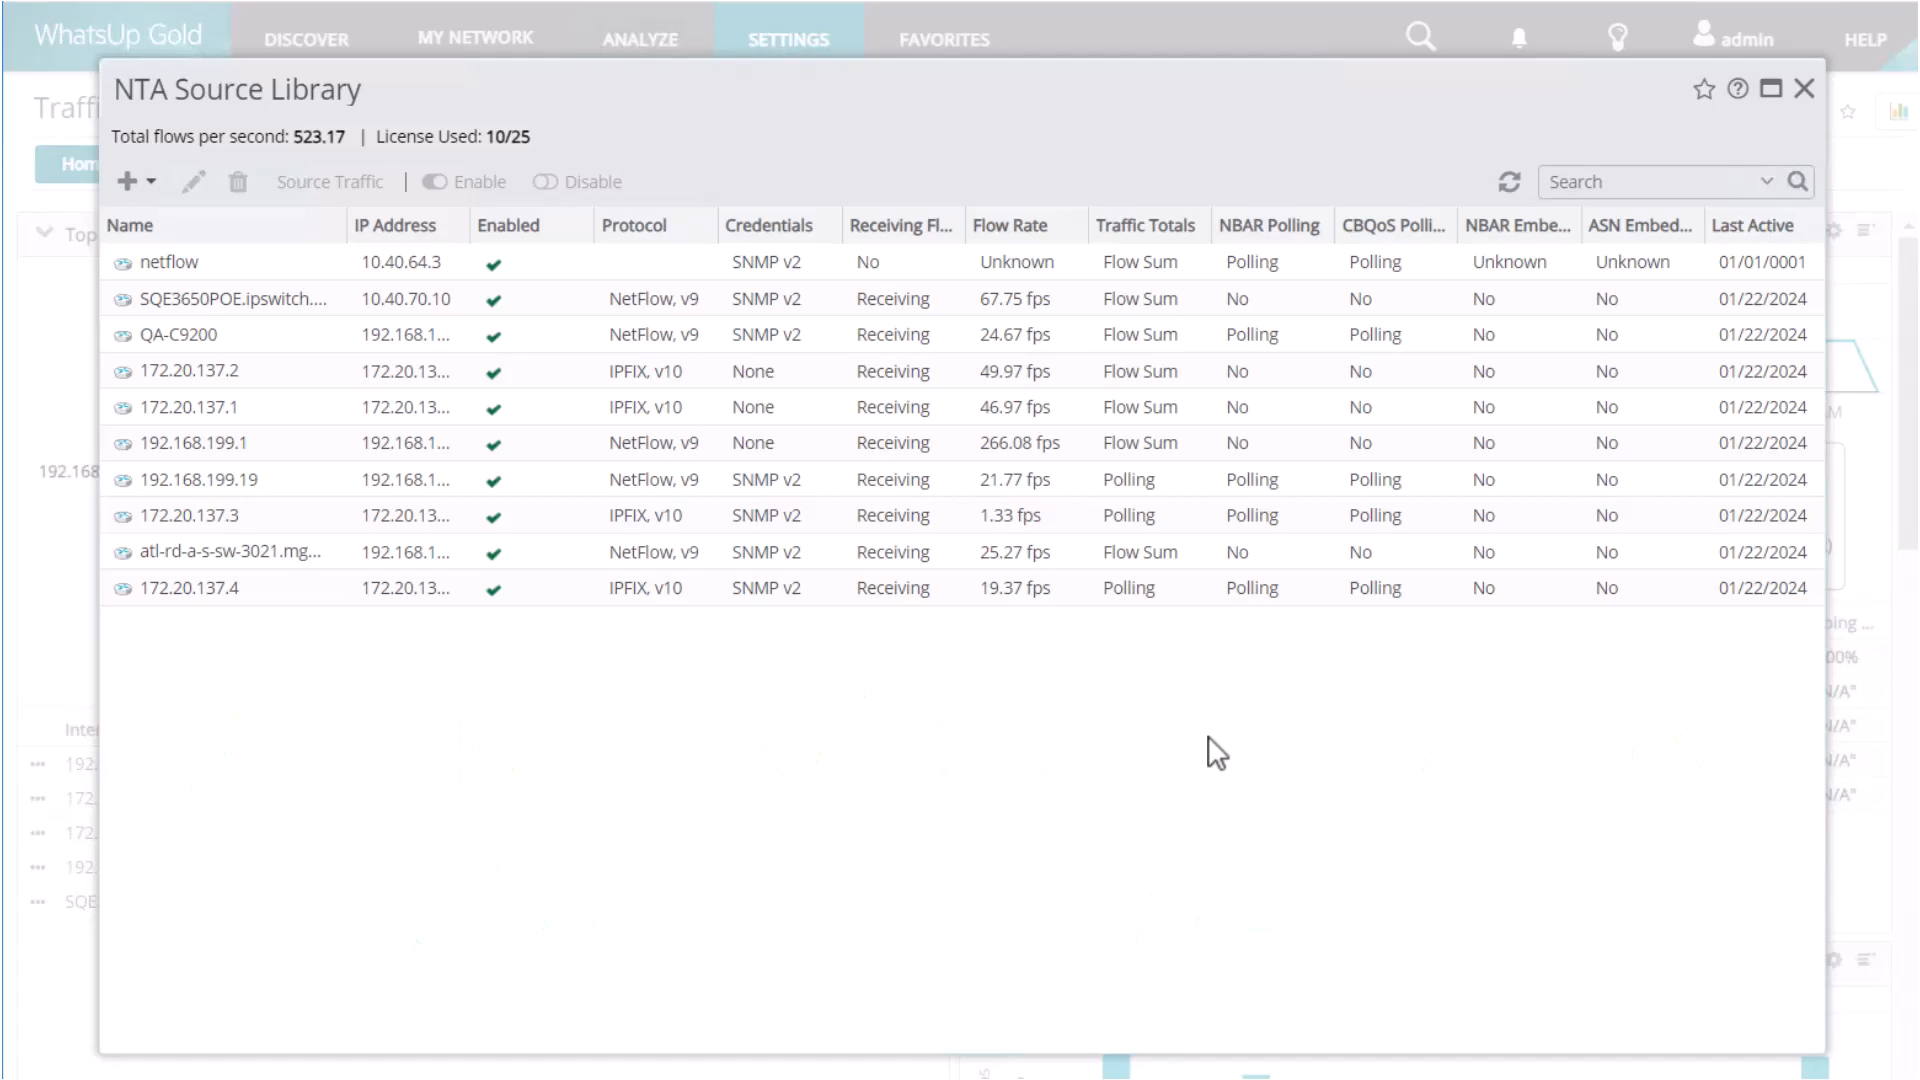 WhatsUp Gold DISCOVER MY NETWORK ANALYZE SETTINGS FAVORITES admin HELP
NTA Source Library
Total flows per second: 523.17 | License Used: 10/25
Source Traffic | Enable Disable Search
Name IP Address Enabled Protocol Credentials Receiving Fl... Flow Rate Traffic Totals NBAR Polling CBQoS Polli... NBAR Embe... ASN Embed... Last Active
netflow 10.40.64.3 SNMP v2 No Unknown Flow Sum Polling Polling Unknown Unknown 01/01/0001
SQE3650POE.ipswitch.... 10.40.70.10 NetFlow, v9 SNMP v2 Receiving 67.75 fps Flow Sum No No No No 01/22/2024
QA-C9200 192.168.1... NetFlow, v9 SNMP v2 Receiving 24.67 fps Flow Sum Polling Polling No No 01/22/2024
172.20.137.2 172.20.13... IPFIX, v10 None Receiving 49.97 fps Flow Sum No No No No 01/22/2024
172.20.137.1 172.20.13... IPFIX, v10 None Receiving 46.97 fps Flow Sum No No No No 01/22/2024
192.168.199.1 192.168.1... NetFlow, v9 None Receiving 266.08 fps Flow Sum No No No No 01/22/2024
192.168.199.19 192.168.1... NetFlow, v9 SNMP v2 Receiving 21.77 fps Polling Polling Polling No No 01/22/2024
172.20.137.3 172.20.13... IPFIX, v10 SNMP v2 Receiving 1.33 fps Polling Polling Polling No No 01/22/2024
atl-rd-a-s-sw-3021.mg... 192.168.1... NetFlow, v9 SNMP v2 Receiving 25.27 fps Flow Sum No No No No 01/22/2024
172.20.137.4 172.20.13... IPFIX, v10 SNMP v2 Receiving 19.37 fps Polling Polling Polling No No 01/22/2024
Top
192.168
192.
172.
172.
192.
SQE